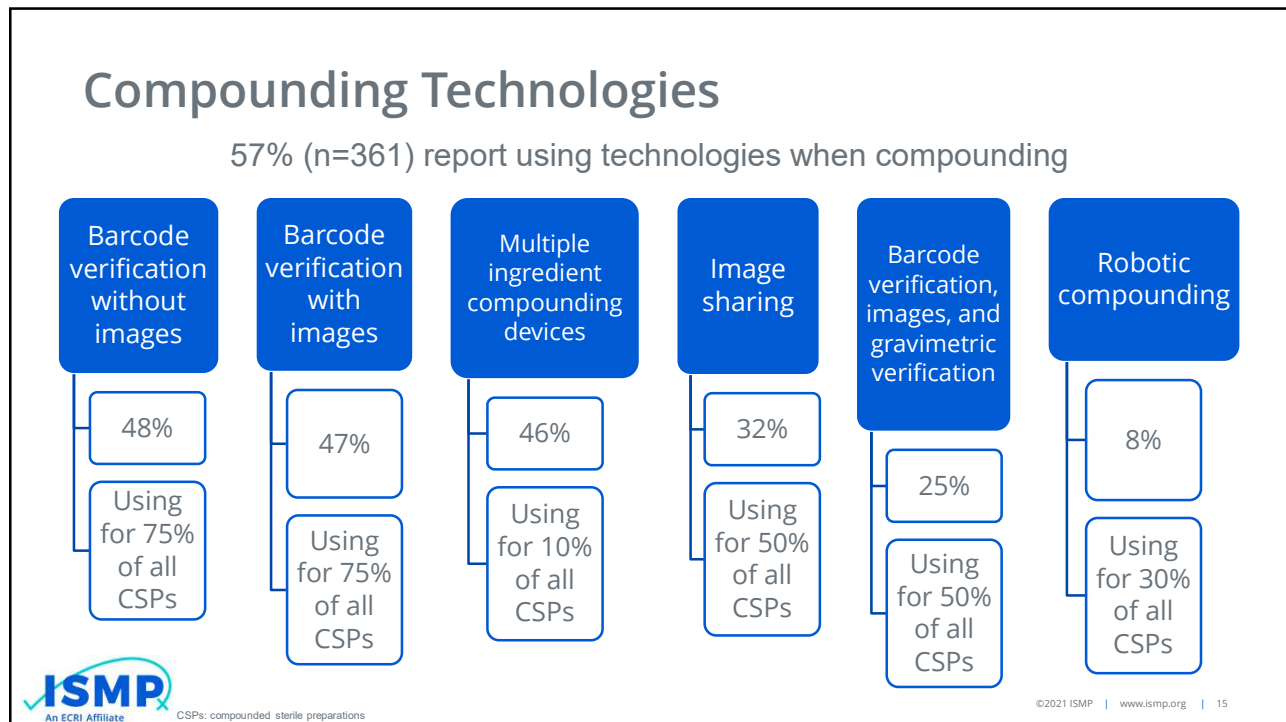 Compounding Technologies
57% (n=361) report using technologies when compounding
Barcode
verification
without
images
48%
Using
for 75%
of all
CSPs
Barcode
verification
with
images
47%
Using
for 75%
of all
CSPs
Multiple
ingredient
compounding
devices
46%
Using
for 10%
of all
CSPs
Image
sharing
32%
Using
for 50%
of all
CSPs
Barcode
verification,
images, and
gravimetric
verification
25%
Using
for 50%
of all
CSPs
Robotic
compounding
8%
Using
for 30%
of all
CSPs
ISMP
An ECRI Affiliate
CSPs: compounded sterile preparations
©2021 ISMP | www.ismp.org | 15